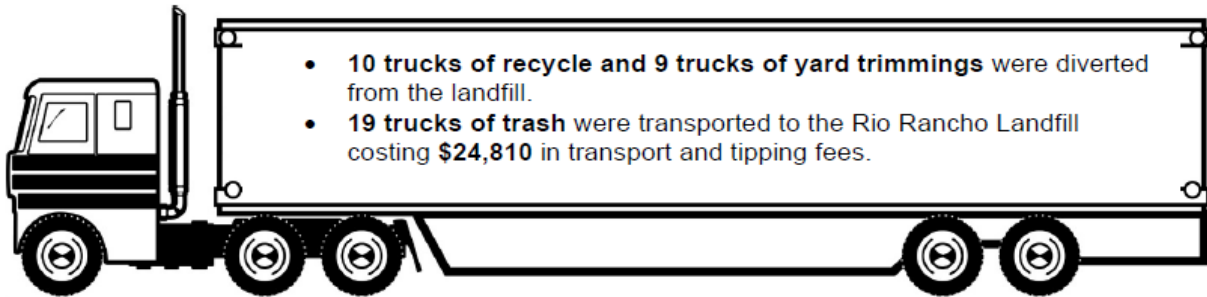 • 10 trucks of recycle and 9 trucks of yard trimmings were diverted
from the landfill.
• 19 trucks of trash were transported to the Rio Rancho Landfill
costing $24,810 in transport and tipping fees.